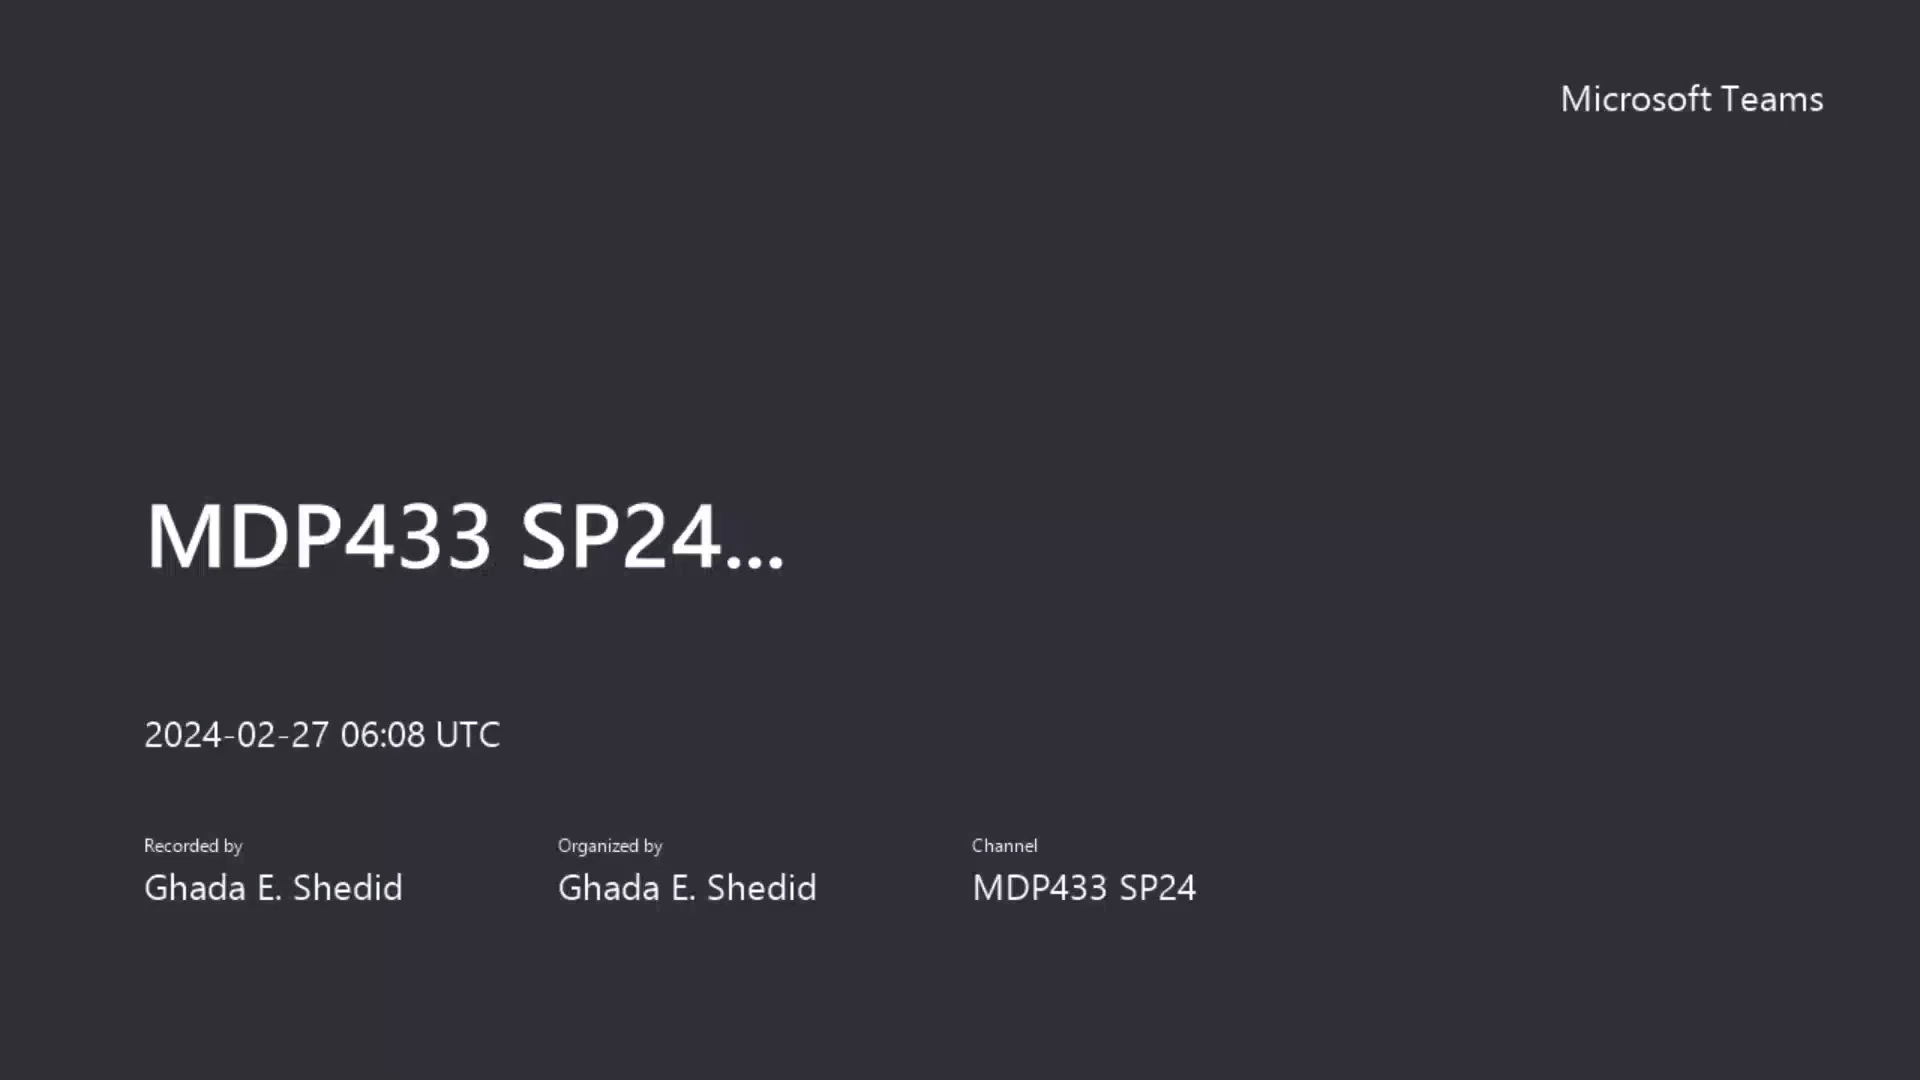 Microsoft Teams
MDP433 SP24...
2024-02-27 06:08 UTC
Recorded by
Ghada E. Shedid
Organized by
Ghada E. Shedid
Channel
MDP433 SP24